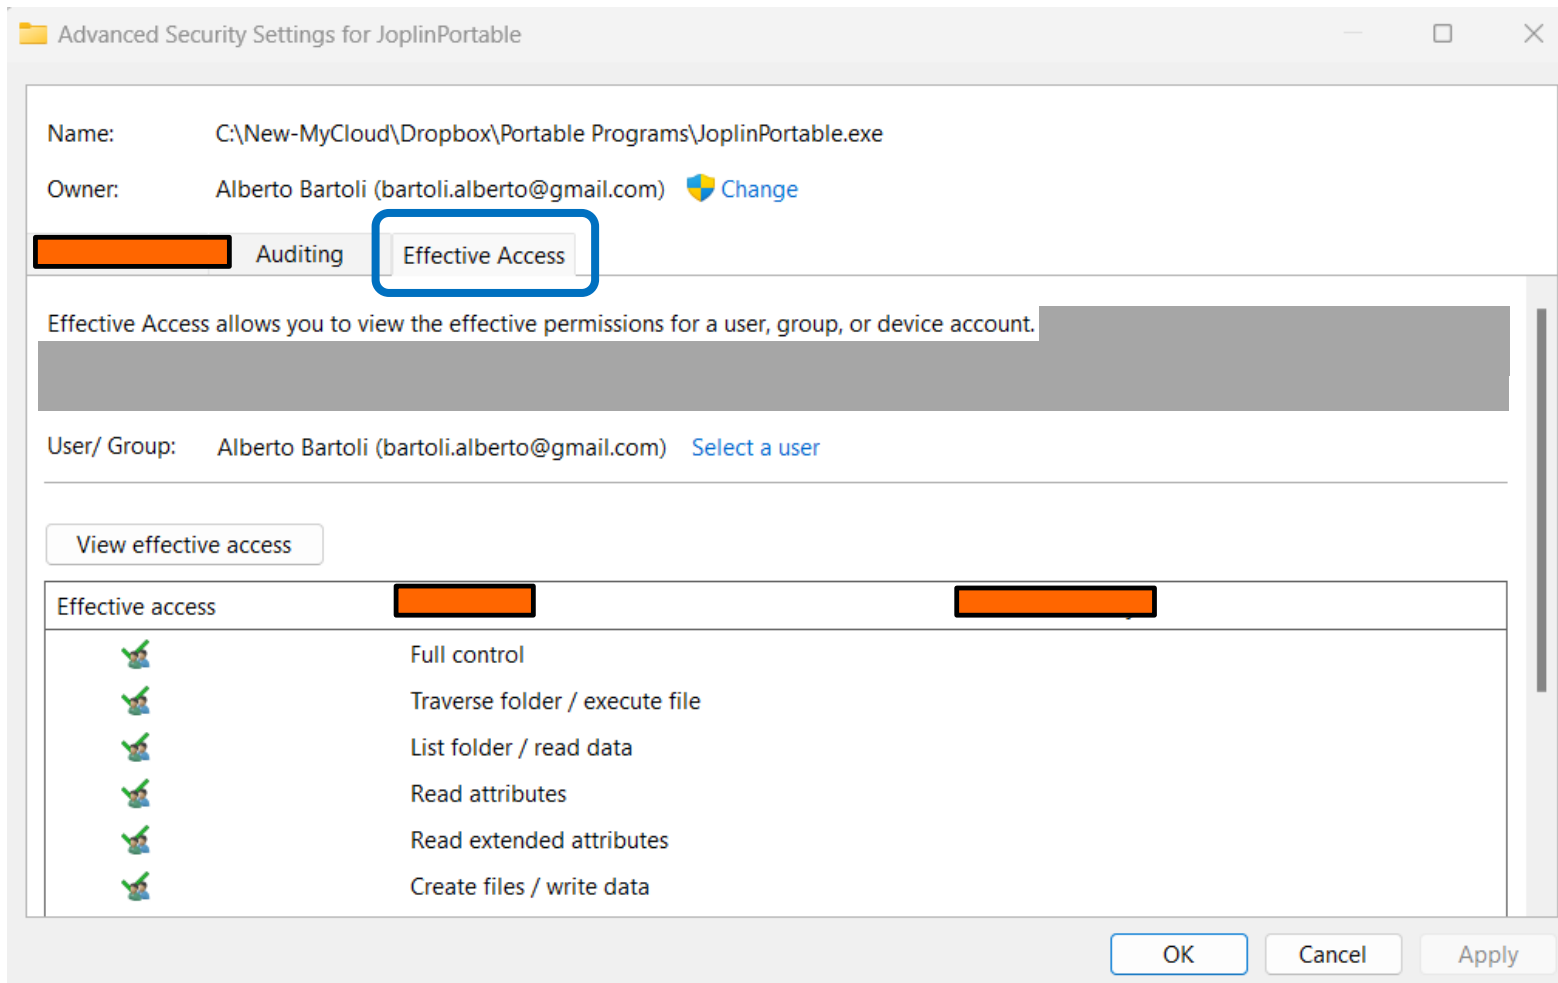 Advanced Security Settings for JoplinPortable
Name: C:\New-MyCloud\Dropbox\Portable Programs\JoplinPortable.exe
Owner: Alberto Bartoli (bartoli.alberto@gmail.com) Change
Auditing Effective Access
Effective Access allows you to view the effective permissions for a user, group, or device account.
User/ Group: Alberto Bartoli (bartoli.alberto@gmail.com) Select a user
View effective access
Effective access
Full control
Traverse folder / execute file
List folder / read data
Read attributes
Read extended attributes
Create files / write data
OK Cancel Apply